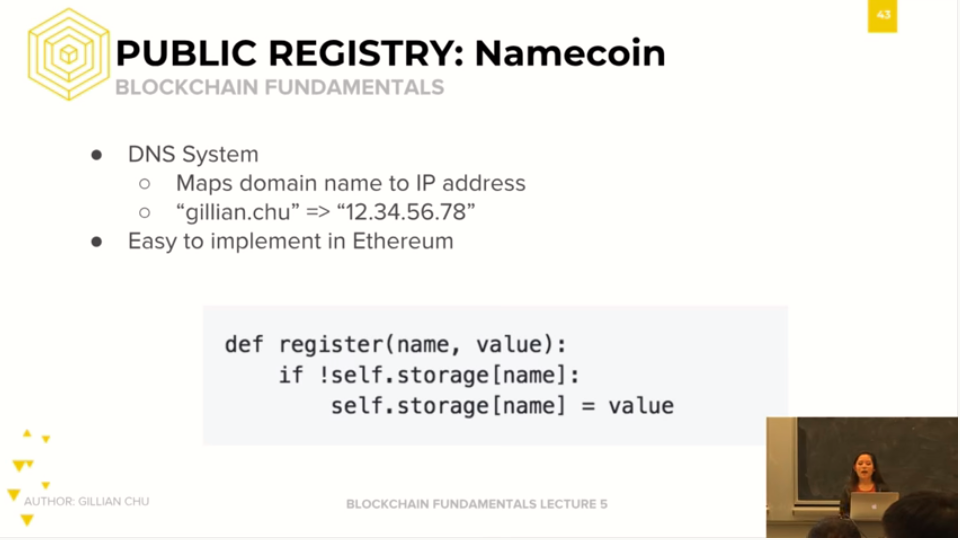 43
PUBLIC REGISTRY: Namecoin
BLOCKCHAIN FUNDAMENTALS
● DNS System
○ Maps domain name to IP address
○ “gillian.chu” => “12.34.56.78”
● Easy to implement in Ethereum
def register(name, value):
    if !self.storage[name]:
        self.storage[name] = value
AUTHOR: GILLIAN CHU
BLOCKCHAIN FUNDAMENTALS LECTURE 5